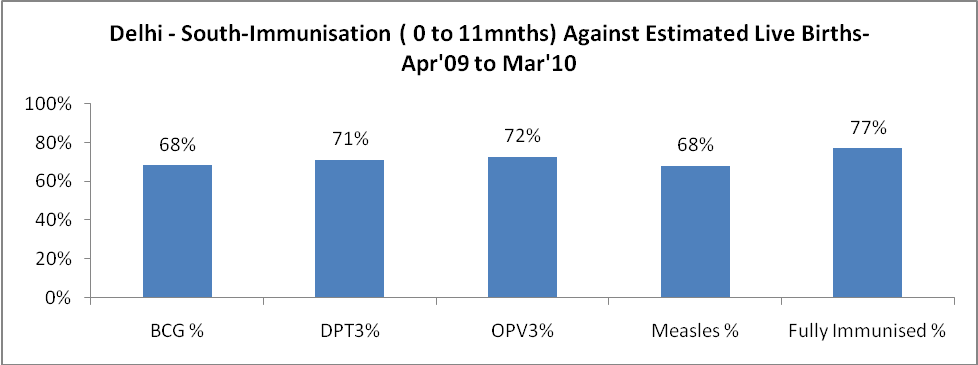 Delhi - South-Immunisation ( 0 to 11mnths) Against Estimated Live Births-
Apr'09 to Mar'10
100%
80%
60%
40%
20%
0%
68%
71%
72%
68%
77%
BCG %
DPT3%
OPV3%
Measles %
Fully Immunised %